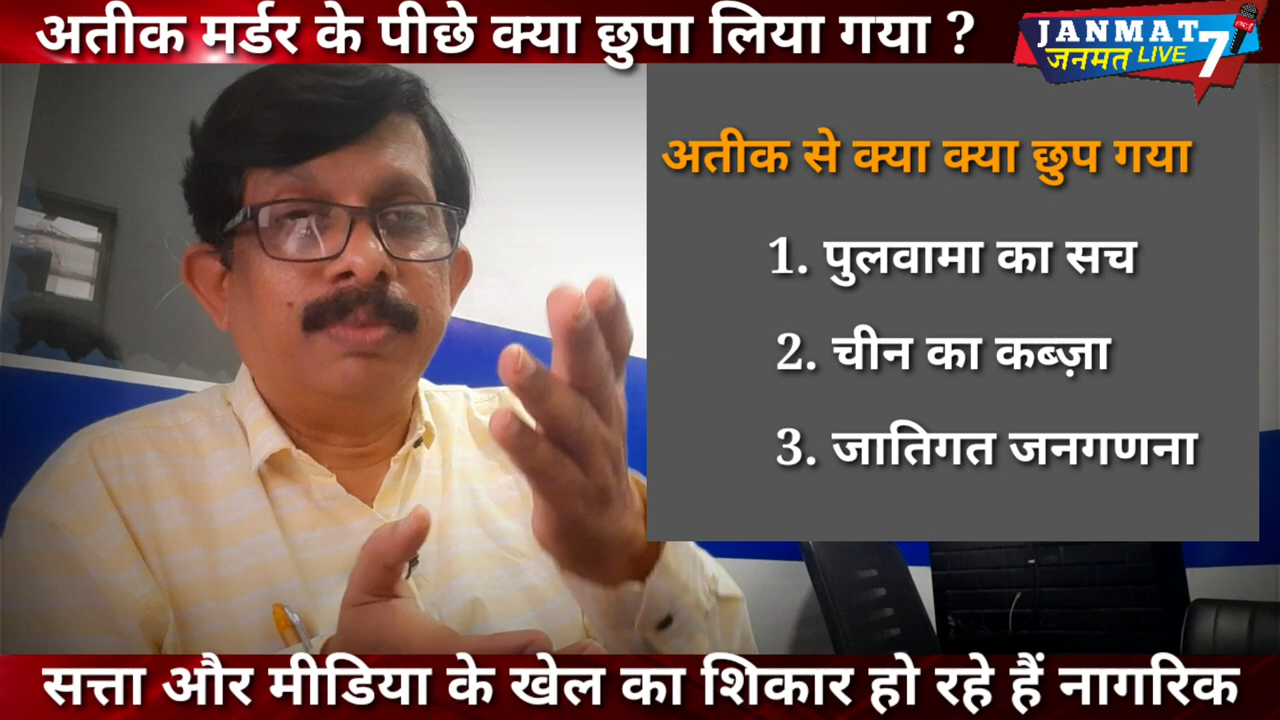 अतीक मर्डर के पीछे क्या छुपा लिया गया ?
JANMAT
जनमत LIVE 7
अतीक से क्या क्या छुप गया
1. पुलवामा का सच
2. चीन का कब्ज़ा
3. जातिगत जनगणना
सत्ता और मीडिया के खेल का शिकार हो रहे हैं नागरिक